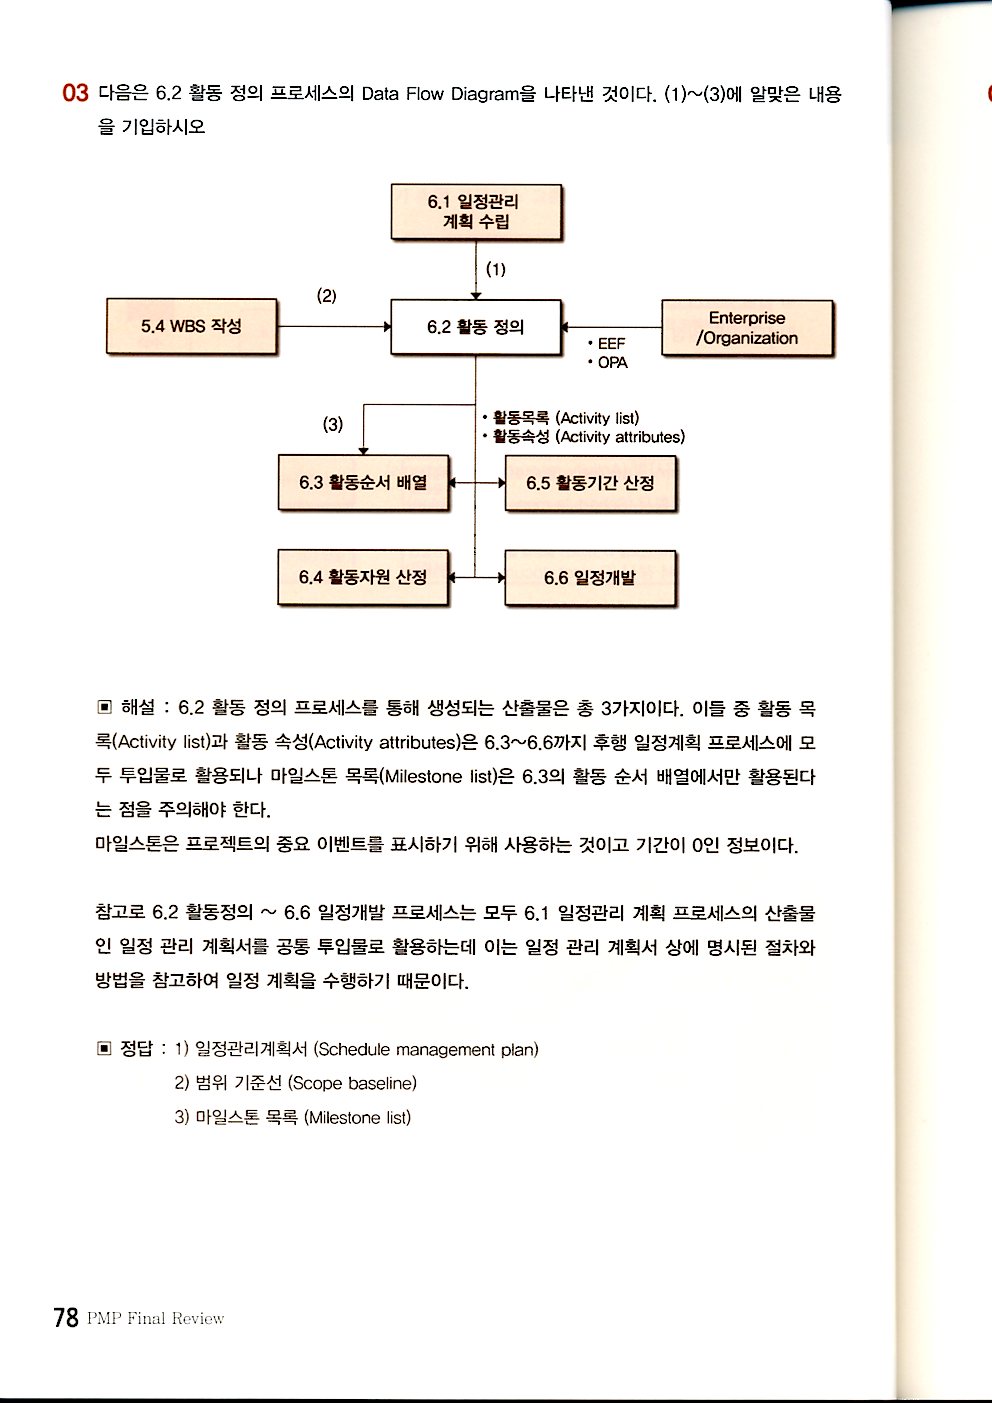 03 다음은 6.2 활동 정의 프로세스의 Data Flow Diagram을 나타낸 것이다. (1)~(3)에 알맞은 내용
을 기입하시오
6.1 일정관리
계획 수립
(1)
(2)
5.4 WBS 작성
6.2 활동 정의
Enterprise
/Organization
• EEF
• OPA
(3)
• 활동목록 (Activity list)
• 활동속성 (Activity attributes)
6.3 활동순서 배열
6.5 활동기간 산정
6.4 활동자원 산정
6.6 일정개발
▣ 해설 : 6.2 활동 정의 프로세스를 통해 생성되는 산출물은 총 3가지이다. 이들 중 활동 목
록(Activity list)과 활동 속성(Activity attributes)은 6.3~6.6까지 후행 일정계획 프로세스에 모
두 투입물로 활용되나 마일스톤 목록(Milestone list)은 6.3의 활동 순서 배열에서만 활용된다
는 점을 주의해야 한다.
마일스톤은 프로젝트의 중요 이벤트를 표시하기 위해 사용하는 것이고 기간이 0인 정보이다.
참고로 6.2 활동정의 ~ 6.6 일정개발 프로세스는 모두 6.1 일정관리 계획 프로세스의 산출물
인 일정 관리 계획서를 공통 투입물로 활용하는데 이는 일정 관리 계획서 상에 명시된 절차와
방법을 참고하여 일정 계획을 수행하기 때문이다.
▣ 정답 : 1) 일정관리계획서 (Schedule management plan)
2) 범위 기준선 (Scope baseline)
3) 마일스톤 목록 (Milestone list)
78 PMP Final Review